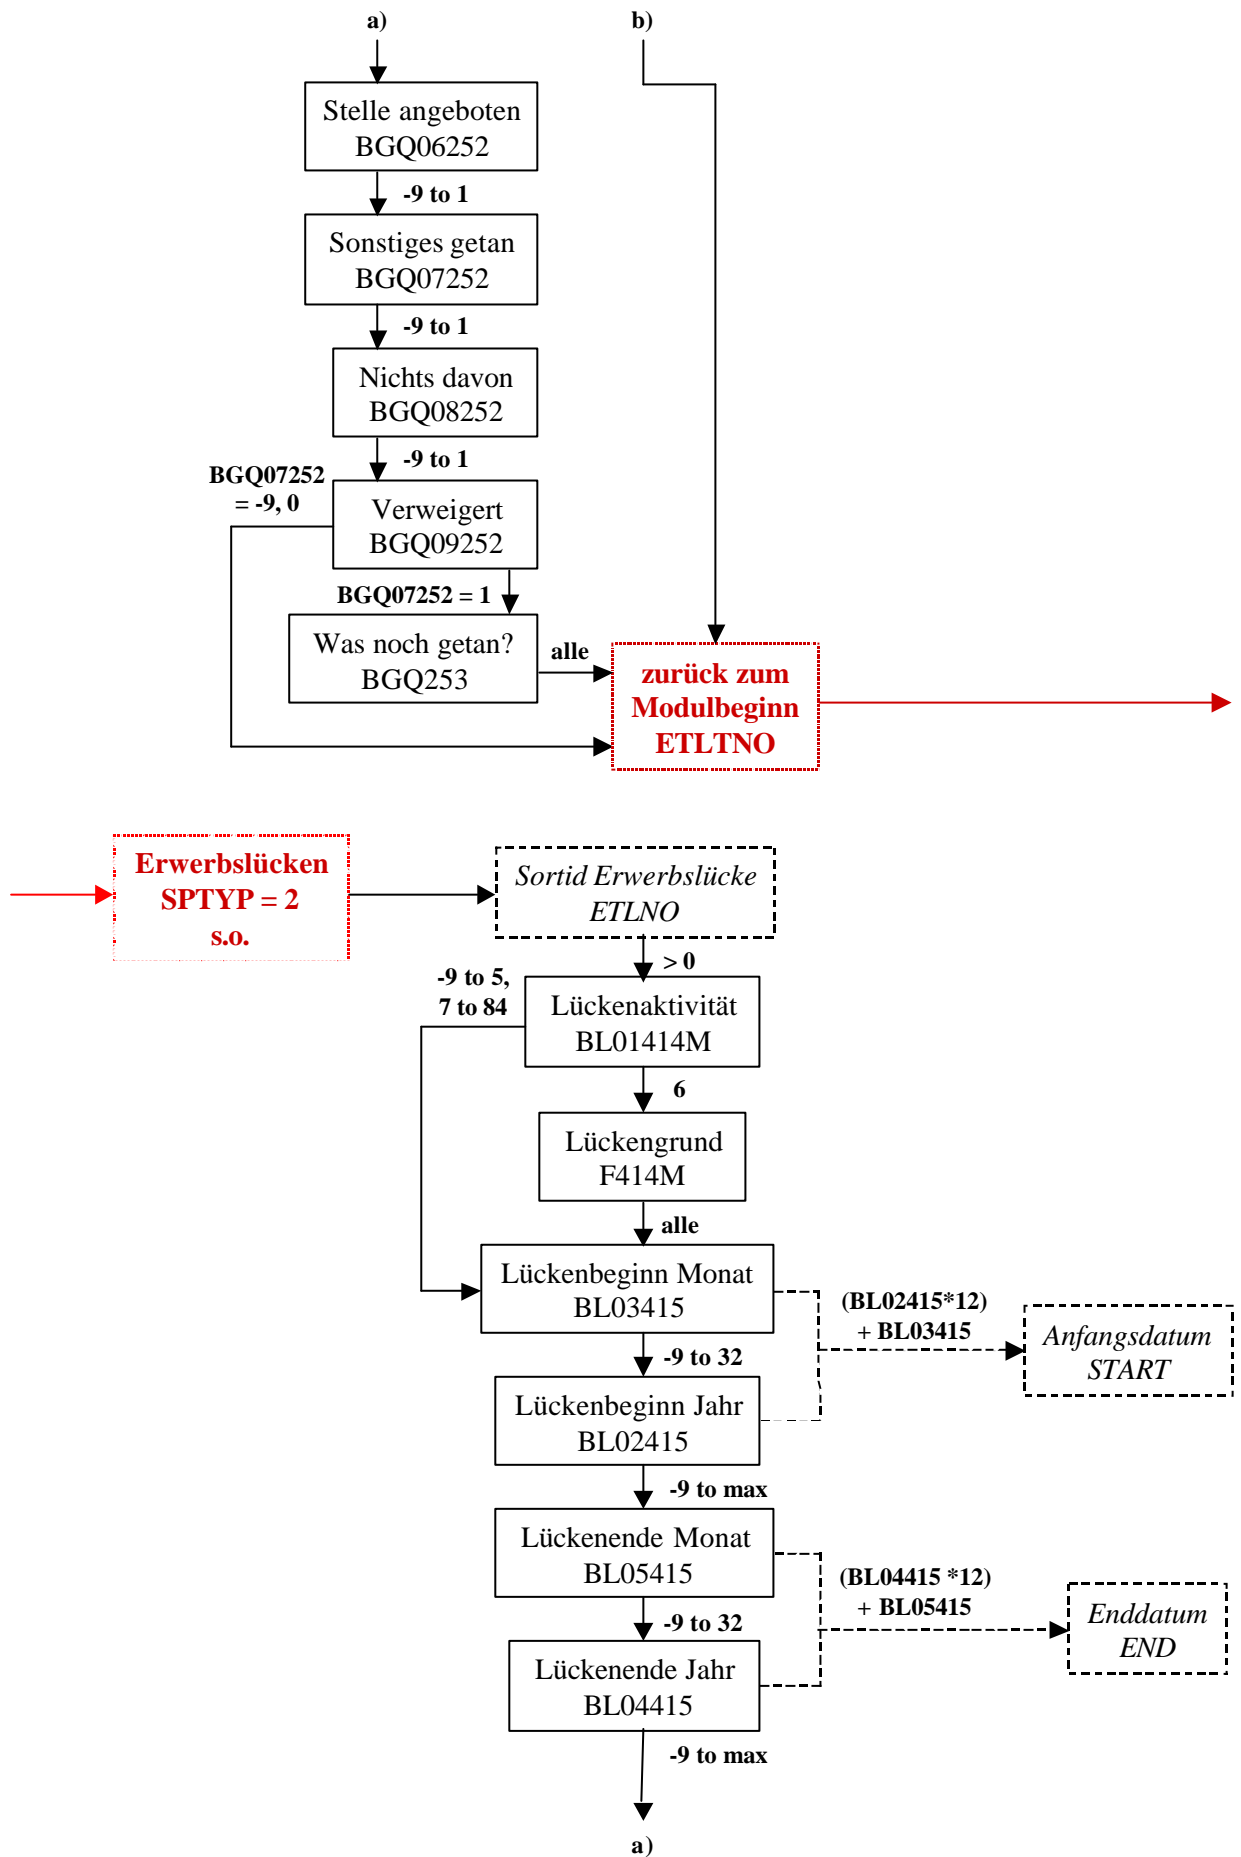 a)
b)
Stelle angeboten
BGQ06252
-9 to 1
Sonstiges getan
BGQ07252
-9 to 1
Nichts davon
BGQ08252
-9 to 1
BGQ07252
= -9, 0
Verweigert
BGQ09252
BGQ07252 = 1
Was noch getan?
BGQ253
alle
zurück zum
Modulbeginn
ETLTNO
Erwerbslücken
SPTYP = 2
s.o.
Sortid Erwerbslücke
ETLNO
> 0
-9 to 5,
7 to 84
Lückenaktivität
BL01414M
6
Lückengrund
F414M
alle
Lückenbeginn Monat
BL03415
(BL02415*12)
+ BL03415
Anfangsdatum
START
-9 to 32
Lückenbeginn Jahr
BL02415
-9 to max
Lückenende Monat
BL05415
(BL04415 *12)
+ BL05415
Enddatum
END
-9 to 32
Lückenende Jahr
BL04415
-9 to max
a)